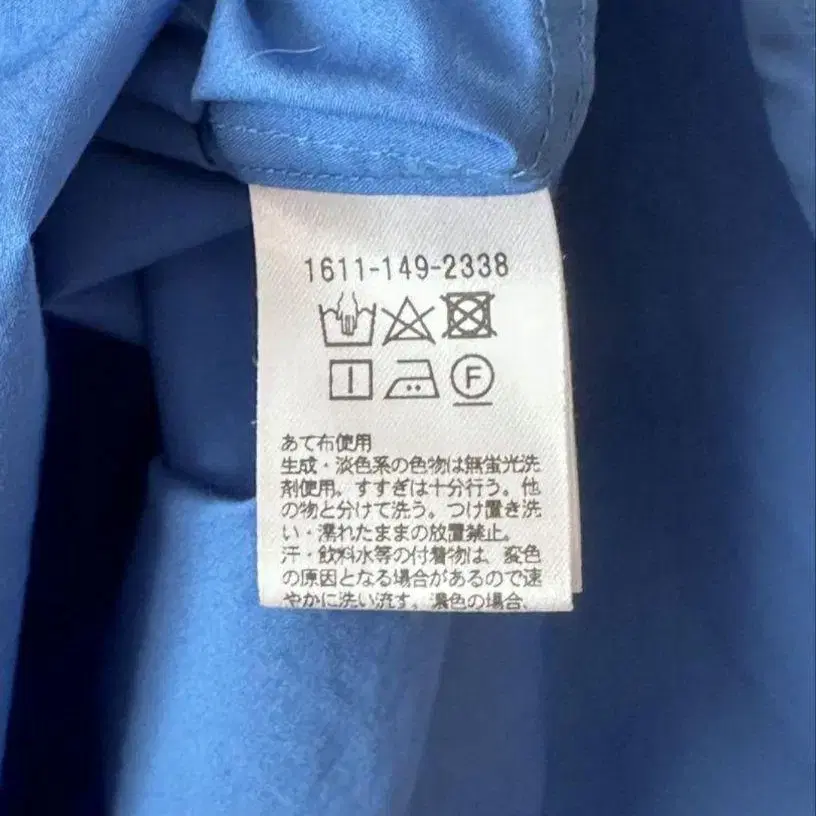 1611-149-2338
F
あて布使用
生成・淡色系の色物は無蛍光洗
剤使用。すすぎは十分行う。他
の物と分けて洗う。つけ置き洗
い・濡れたままの放置禁止。
汗・飲料水等の付着物は、変色
の原因となる場合があるので速
やかに洗い流す。濃色の場合、